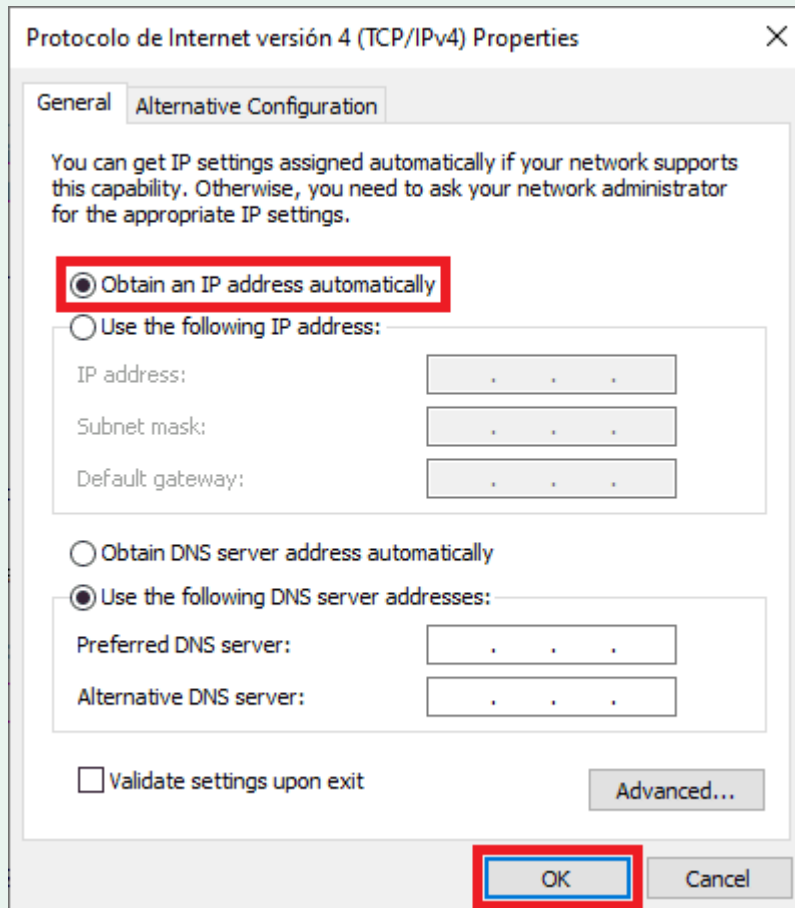 Protocolo de Internet versión 4 (TCP/IPv4) Properties
General
Alternative Configuration
You can get IP settings assigned automatically if your network supports
this capability. Otherwise, you need to ask your network administrator
for the appropriate IP settings.
Obtain an IP address automatically
Use the following IP address:
IP address:
Subnet mask:
Default gateway:
Obtain DNS server address automatically
Use the following DNS server addresses:
Preferred DNS server:
Alternative DNS server:
Validate settings upon exit
Advanced...
OK
Cancel